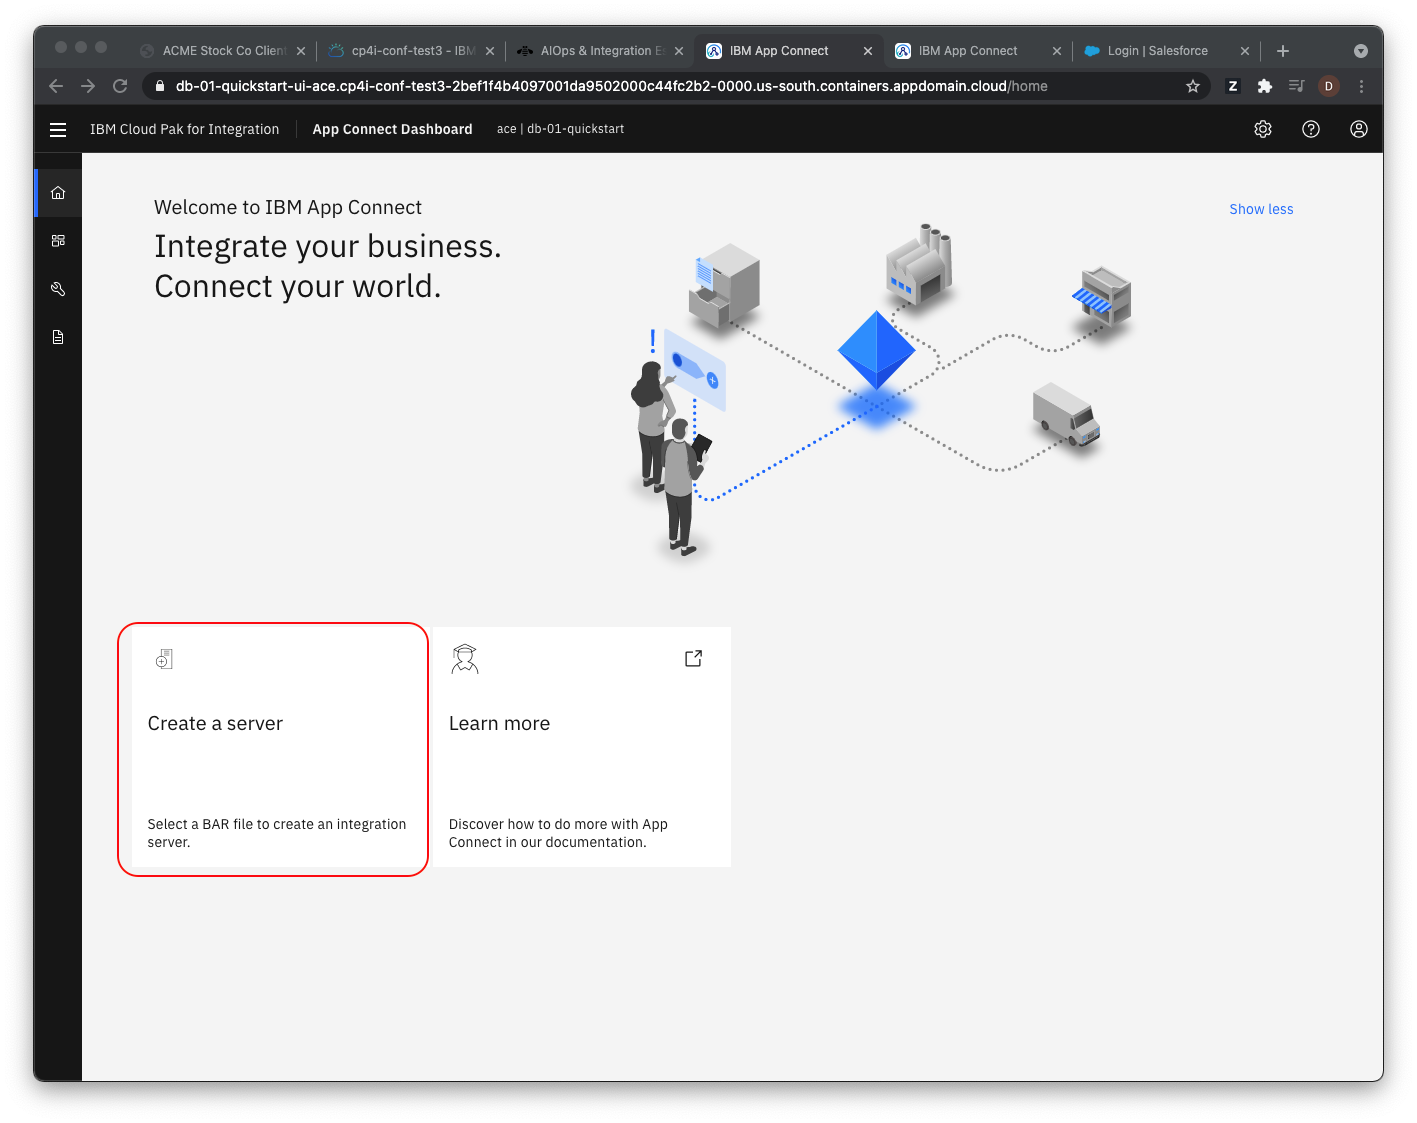 ACME Stock Co Client
cp4i-conf-test3 - IBM
AIOps & Integration Es
IBM App Connect
IBM App Connect
Login | Salesforce
db-01-quickstart-ui-ace.cp4i-conf-test3-2bef1f4b4097001da9502000c44fc2b2-0000.us-south.containers.appdomain.cloud/home
Z
D
IBM Cloud Pak for Integration
App Connect Dashboard
ace | db-01-quickstart
Welcome to IBM App Connect
Show less
Integrate your business.
Connect your world.
!
Create a server
Select a BAR file to create an integration
server.
Learn more
Discover how to do more with App
Connect in our documentation.